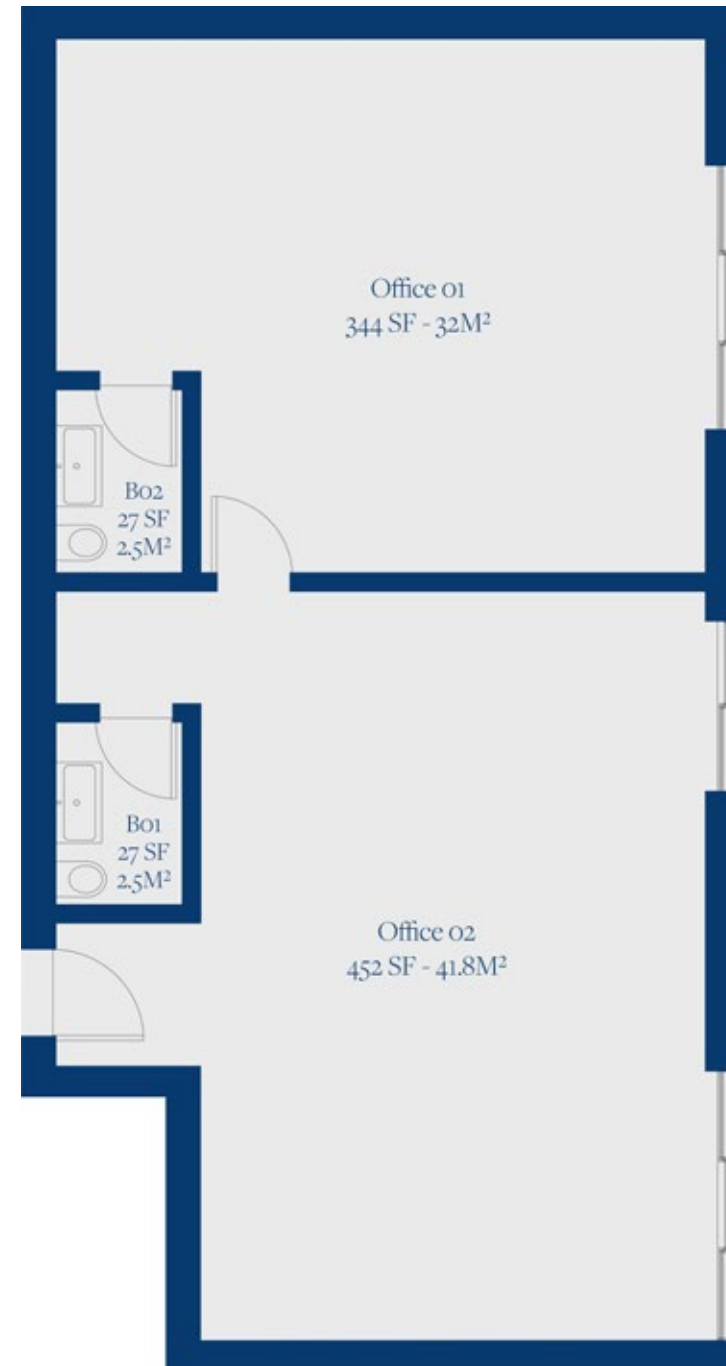 Office 01
344 SF - 32M²
B02
27 SF
2.5M²
B01
27 SF
2.5M²
Office 02
452 SF - 41.8M²